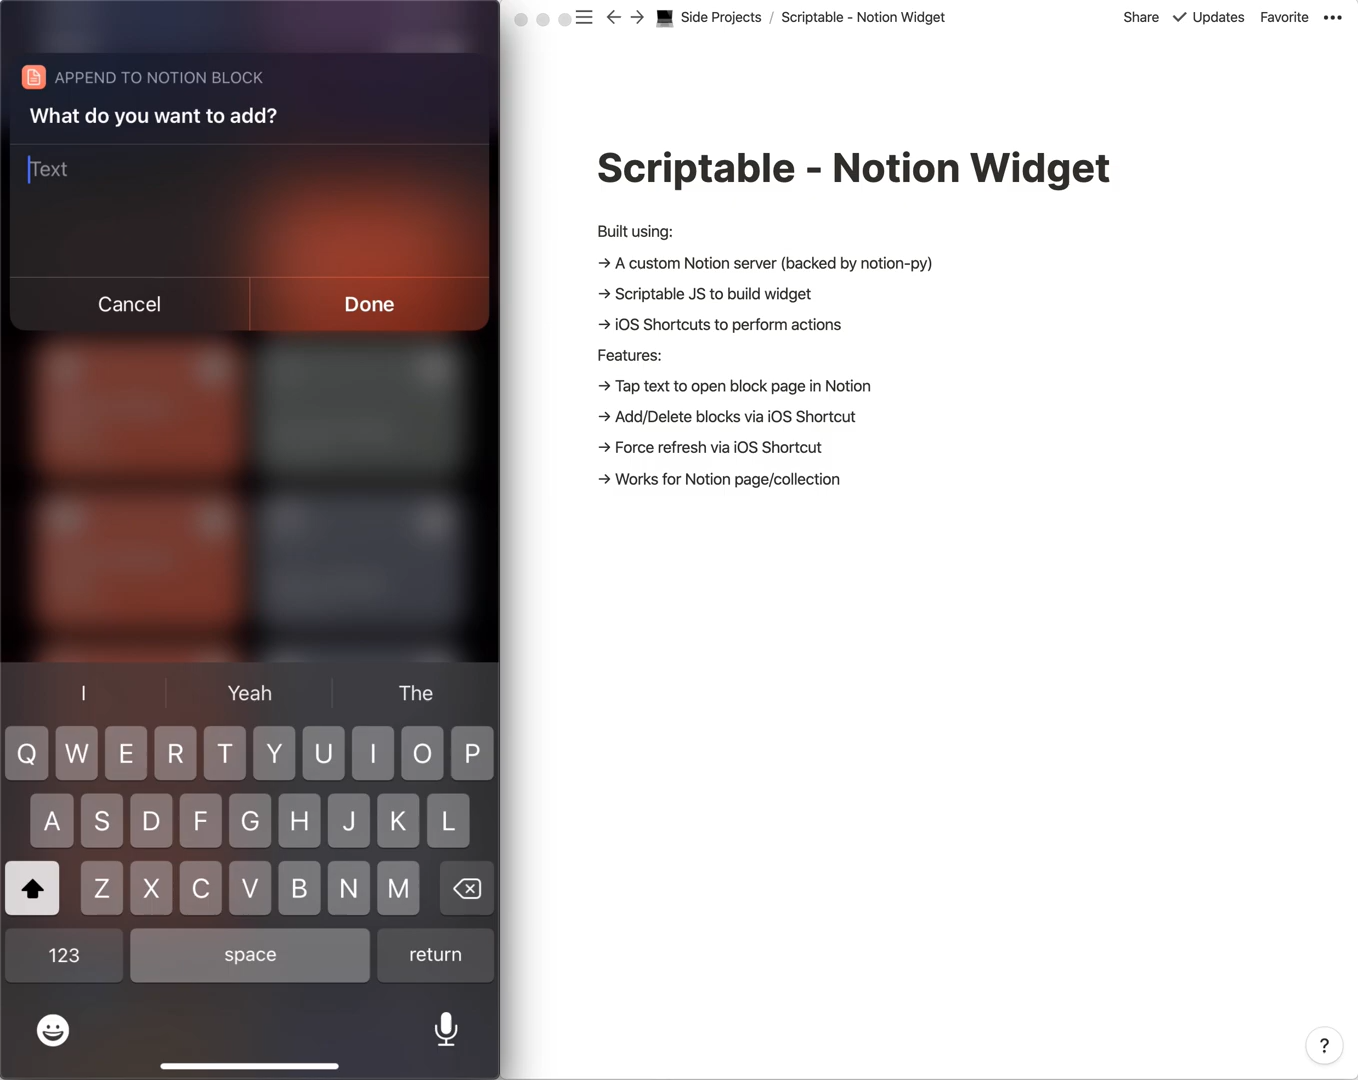 APPEND TO NOTION BLOCK
What do you want to add?
Text
Cancel
Done
I
Yeah
The
Q W E R T Y U I O P
A S D F G H J K L
Z X C V B N M
123
space
return
Side Projects / Scriptable - Notion Widget
Share
Updates
Favorite
Scriptable - Notion Widget
Built using:
→ A custom Notion server (backed by notion-py)
→ Scriptable JS to build widget
→ iOS Shortcuts to perform actions
Features:
→ Tap text to open block page in Notion
→ Add/Delete blocks via iOS Shortcut
→ Force refresh via iOS Shortcut
→ Works for Notion page/collection
?